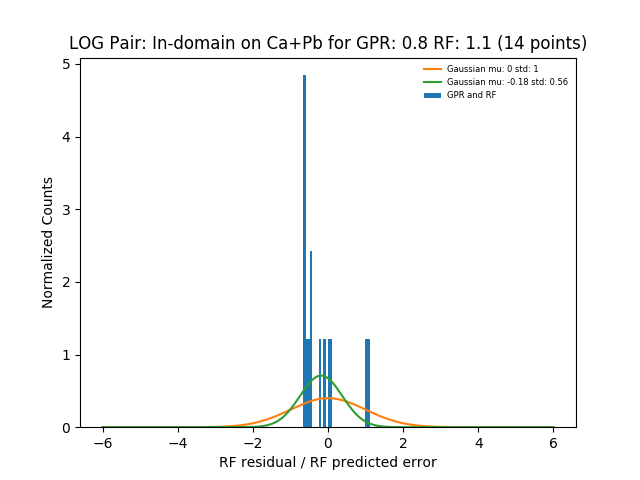 LOG Pair: In-domain on Ca+Pb for GPR: 0.8 RF: 1.1 (14 points)
Gaussian mu: 0 std: 1
Gaussian mu: -0.18 std: 0.56
GPR and RF
Normalized Counts
5
4
3
2
1
0
−6 −4 −2 0 2 4 6
RF residual / RF predicted error